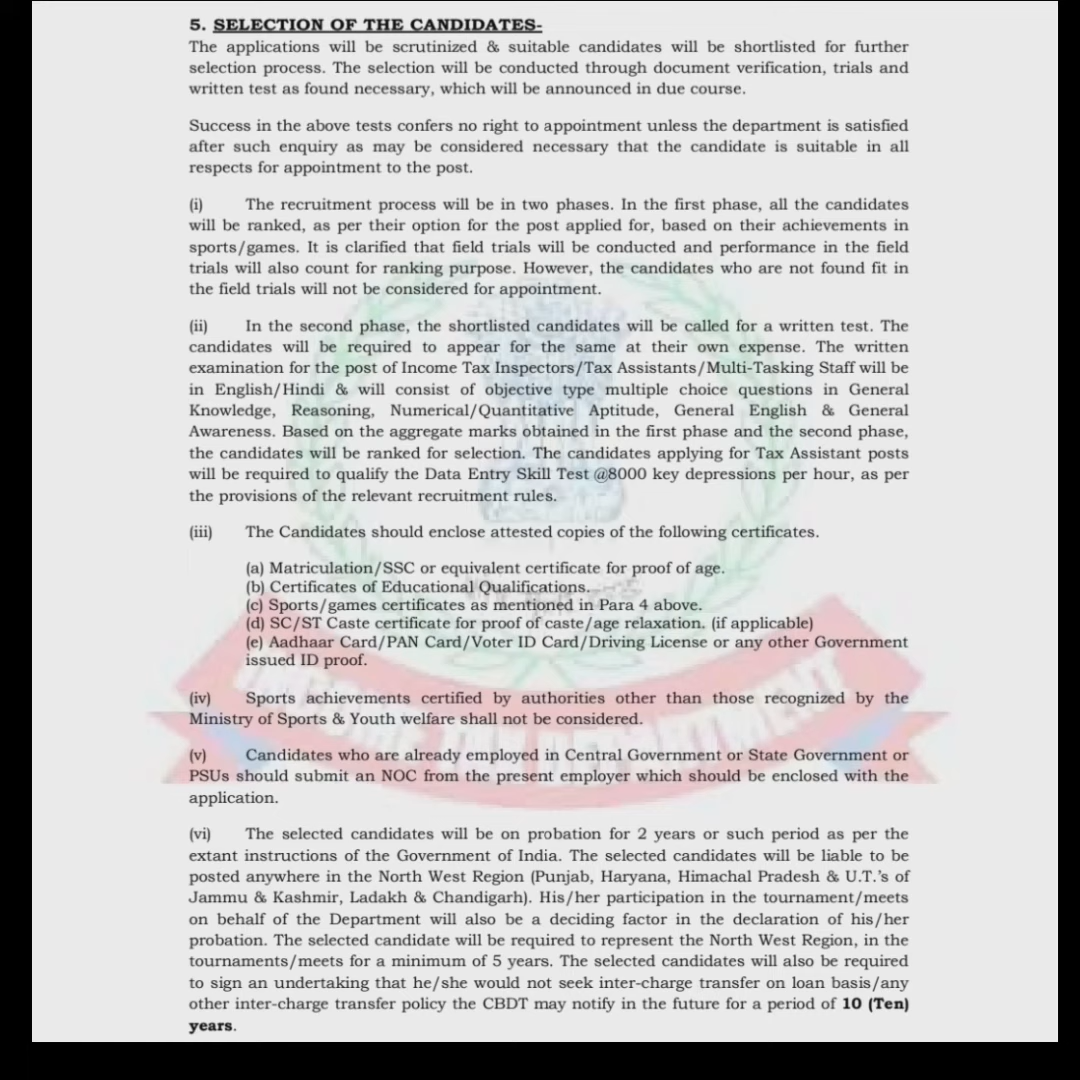 5. SELECTION OF THE CANDIDATES-
The applications will be scrutinized & suitable candidates will be shortlisted for further
selection process. The selection will be conducted through document verification, trials and
written test as found necessary, which will be announced in due course.
Success in the above tests confers no right to appointment unless the department is satisfied
after such enquiry as may be considered necessary that the candidate is suitable in all
respects for appointment to the post.
(i) The recruitment process will be in two phases. In the first phase, all the candidates
will be ranked, as per their option for the post applied for, based on their achievements in
sports/games. It is clarified that field trials will be conducted and performance in the field
trials will also count for ranking purpose. However, the candidates who are not found fit in
the field trials will not be considered for appointment.
(ii) In the second phase, the shortlisted candidates will be called for a written test. The
candidates will be required to appear for the same at their own expense. The written
examination for the post of Income Tax Inspectors/Tax Assistants/Multi-Tasking Staff will be
in English/Hindi & will consist of objective type multiple choice questions in General
Knowledge, Reasoning, Numerical/Quantitative Aptitude, General English & General
Awareness. Based on the aggregate marks obtained in the first phase and the second phase,
the candidates will be ranked for selection. The candidates applying for Tax Assistant posts
will be required to qualify the Data Entry Skill Test @8000 key depressions per hour, as per
the provisions of the relevant recruitment rules.
(iii) The Candidates should enclose attested copies of the following certificates.
(a) Matriculation/SSC or equivalent certificate for proof of age.
(b) Certificates of Educational Qualifications.
(c) Sports/games certificates as mentioned in Para 4 above.
(d) SC/ST Caste certificate for proof of caste/age relaxation. (if applicable)
(e) Aadhaar Card/PAN Card/Voter ID Card/Driving License or any other Government
issued ID proof.
(iv) Sports achievements certified by authorities other than those recognized by the
Ministry of Sports & Youth welfare shall not be considered.
(v) Candidates who are already employed in Central Government or State Government or
PSUs should submit an NOC from the present employer which should be enclosed with the
application.
(vi) The selected candidates will be on probation for 2 years or such period as per the
extant instructions of the Government of India. The selected candidates will be liable to be
posted anywhere in the North West Region (Punjab, Haryana, Himachal Pradesh & U.T.'s of
Jammu & Kashmir, Ladakh & Chandigarh). His/her participation in the tournament/meets
on behalf of the Department will also be a deciding factor in the declaration of his/her
probation. The selected candidate will be required to represent the North West Region, in the
tournaments/meets for a minimum of 5 years. The selected candidates will also be required
to sign an undertaking that he/she would not seek inter-charge transfer on loan basis/any
other inter-charge transfer policy the CBDT may notify in the future for a period of 10 (Ten)
years.
INCOME TAX DEPARTMENT